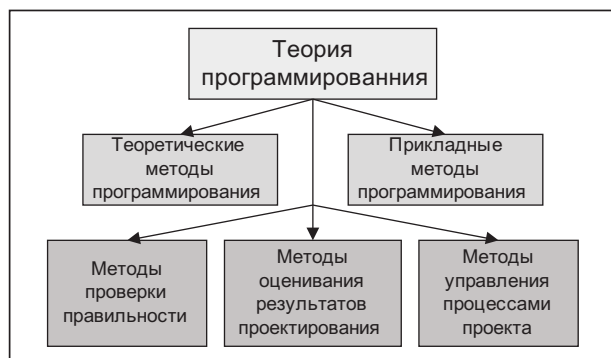 Теория
программированния
Теоретические
методы
программирования
Прикладные
методы
программирования
Методы
проверки
правильности
Методы
оценивания
результатов
проектирования
Методы
управления
процессами
проекта